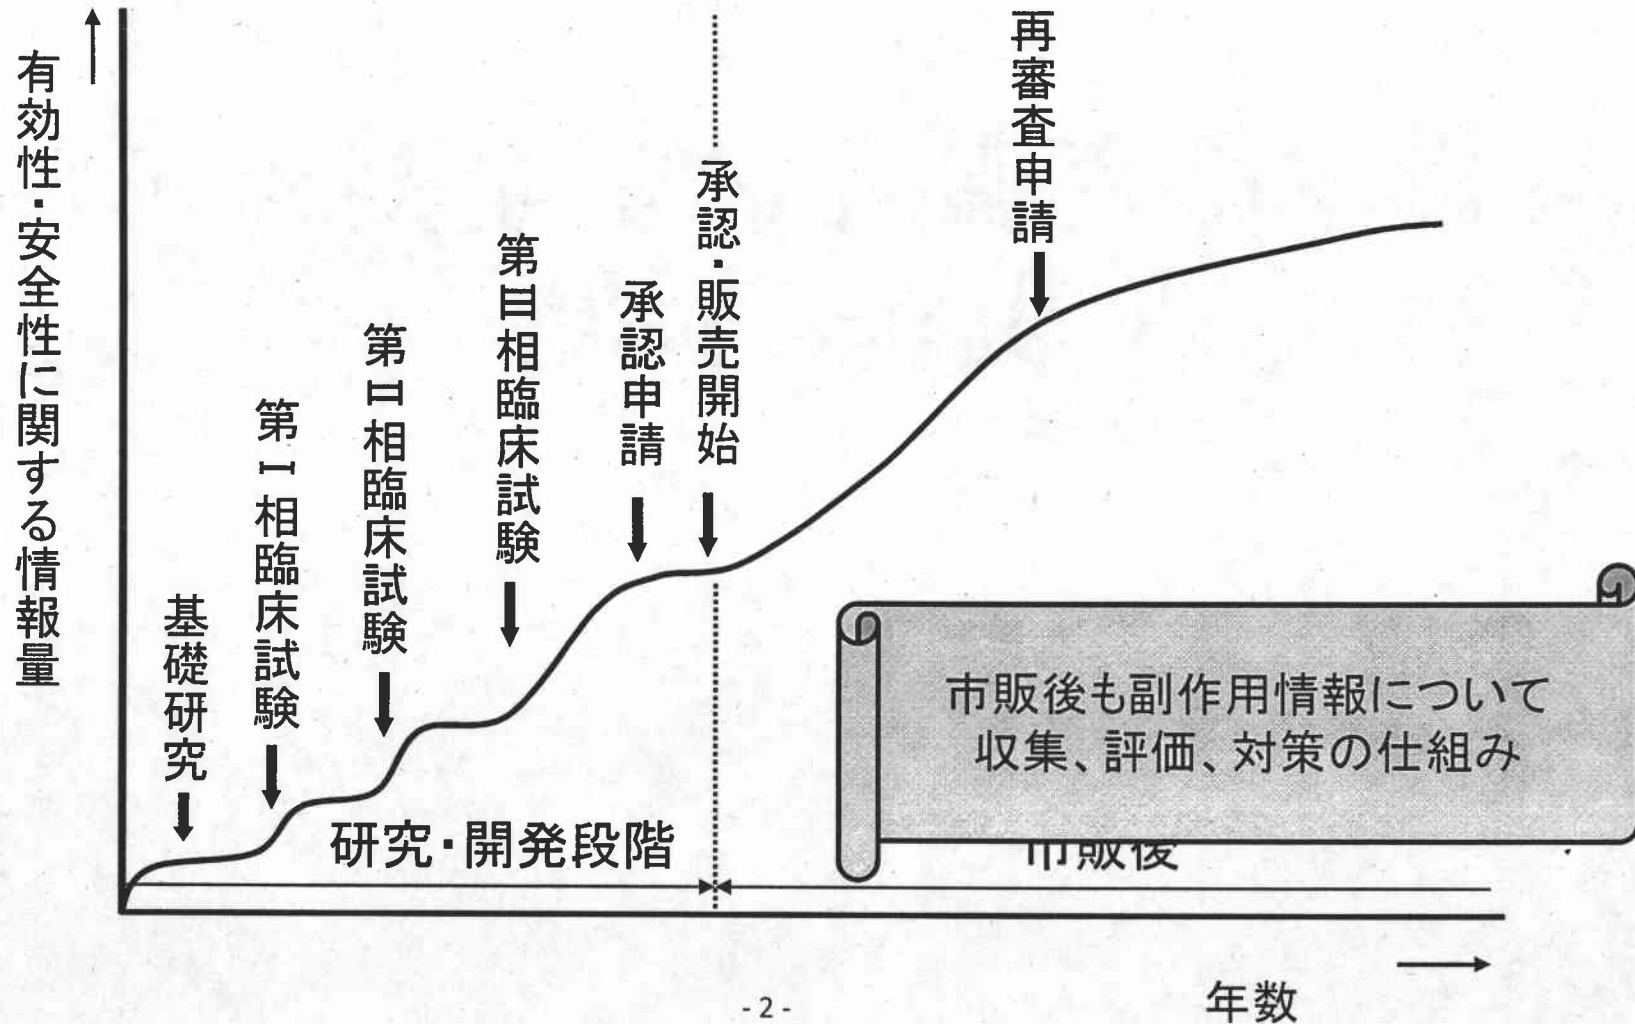 有効性・安全性に関する情報量
基礎研究
第Ⅰ相臨床試験
第Ⅱ相臨床試験
第Ⅲ相臨床試験
承認申請
承認・販売開始
再審査申請
市販後も副作用情報について
収集、評価、対策の仕組み
研究・開発段階
市販後
年数
-2-